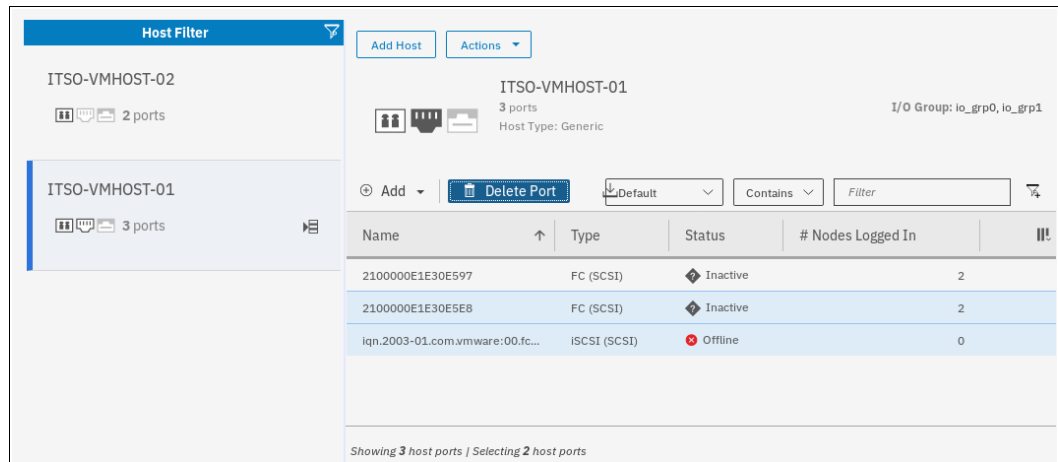 Host Filter
ITSO-VMHOST-02
2 ports
ITSO-VMHOST-01
3 ports
Add Host Actions
ITSO-VMHOST-01
3 ports
Host Type: Generic
I/O Group: io_grp0, io_grp1
Add Delete Port Default Contains Filter
Name Type Status # Nodes Logged In
2100000E1E30E597 FC (SCSI) Inactive 2
2100000E1E30E5E8 FC (SCSI) Inactive 2
iqn.2003-01.com.vmware:00.fc... iSCSI (SCSI) Offline 0
Showing 3 host ports | Selecting 2 host ports